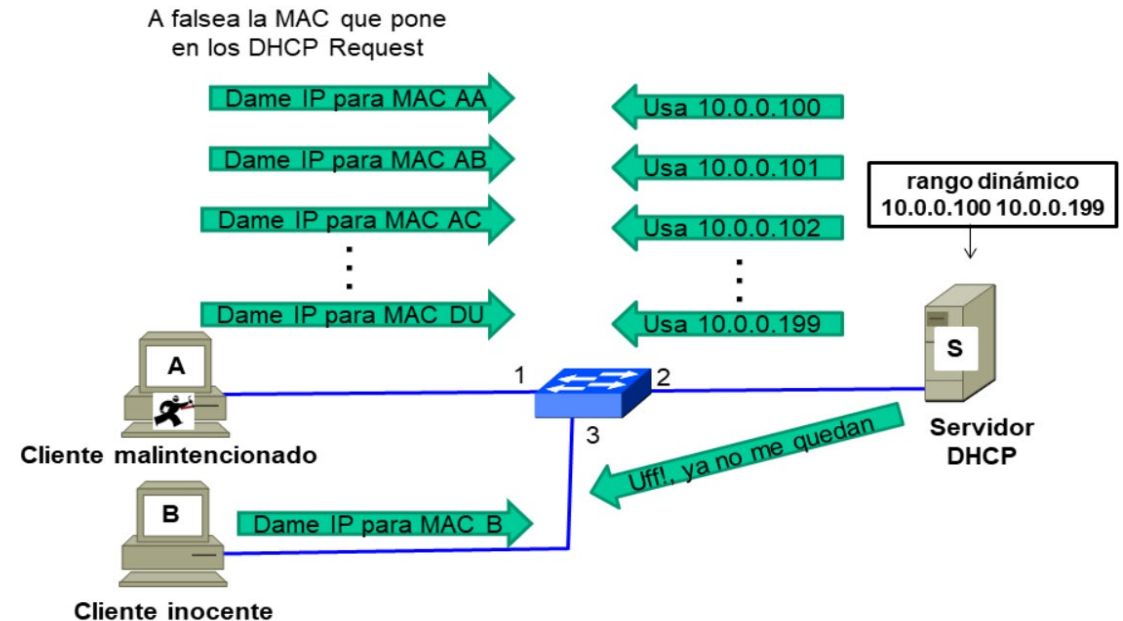 A falsea la MAC que pone
en los DHCP Request
Dame IP para MAC AA
Usa 10.0.0.100
Dame IP para MAC AB
Usa 10.0.0.101
rango dinámico
10.0.0.100 10.0.0.199
Dame IP para MAC AC
Usa 10.0.0.102
Dame IP para MAC DU
Usa 10.0.0.199
A
S
1
2
3
Cliente malintencionado
Servidor
DHCP
Uff!, ya no me quedan
B
Dame IP para MAC B
Cliente inocente